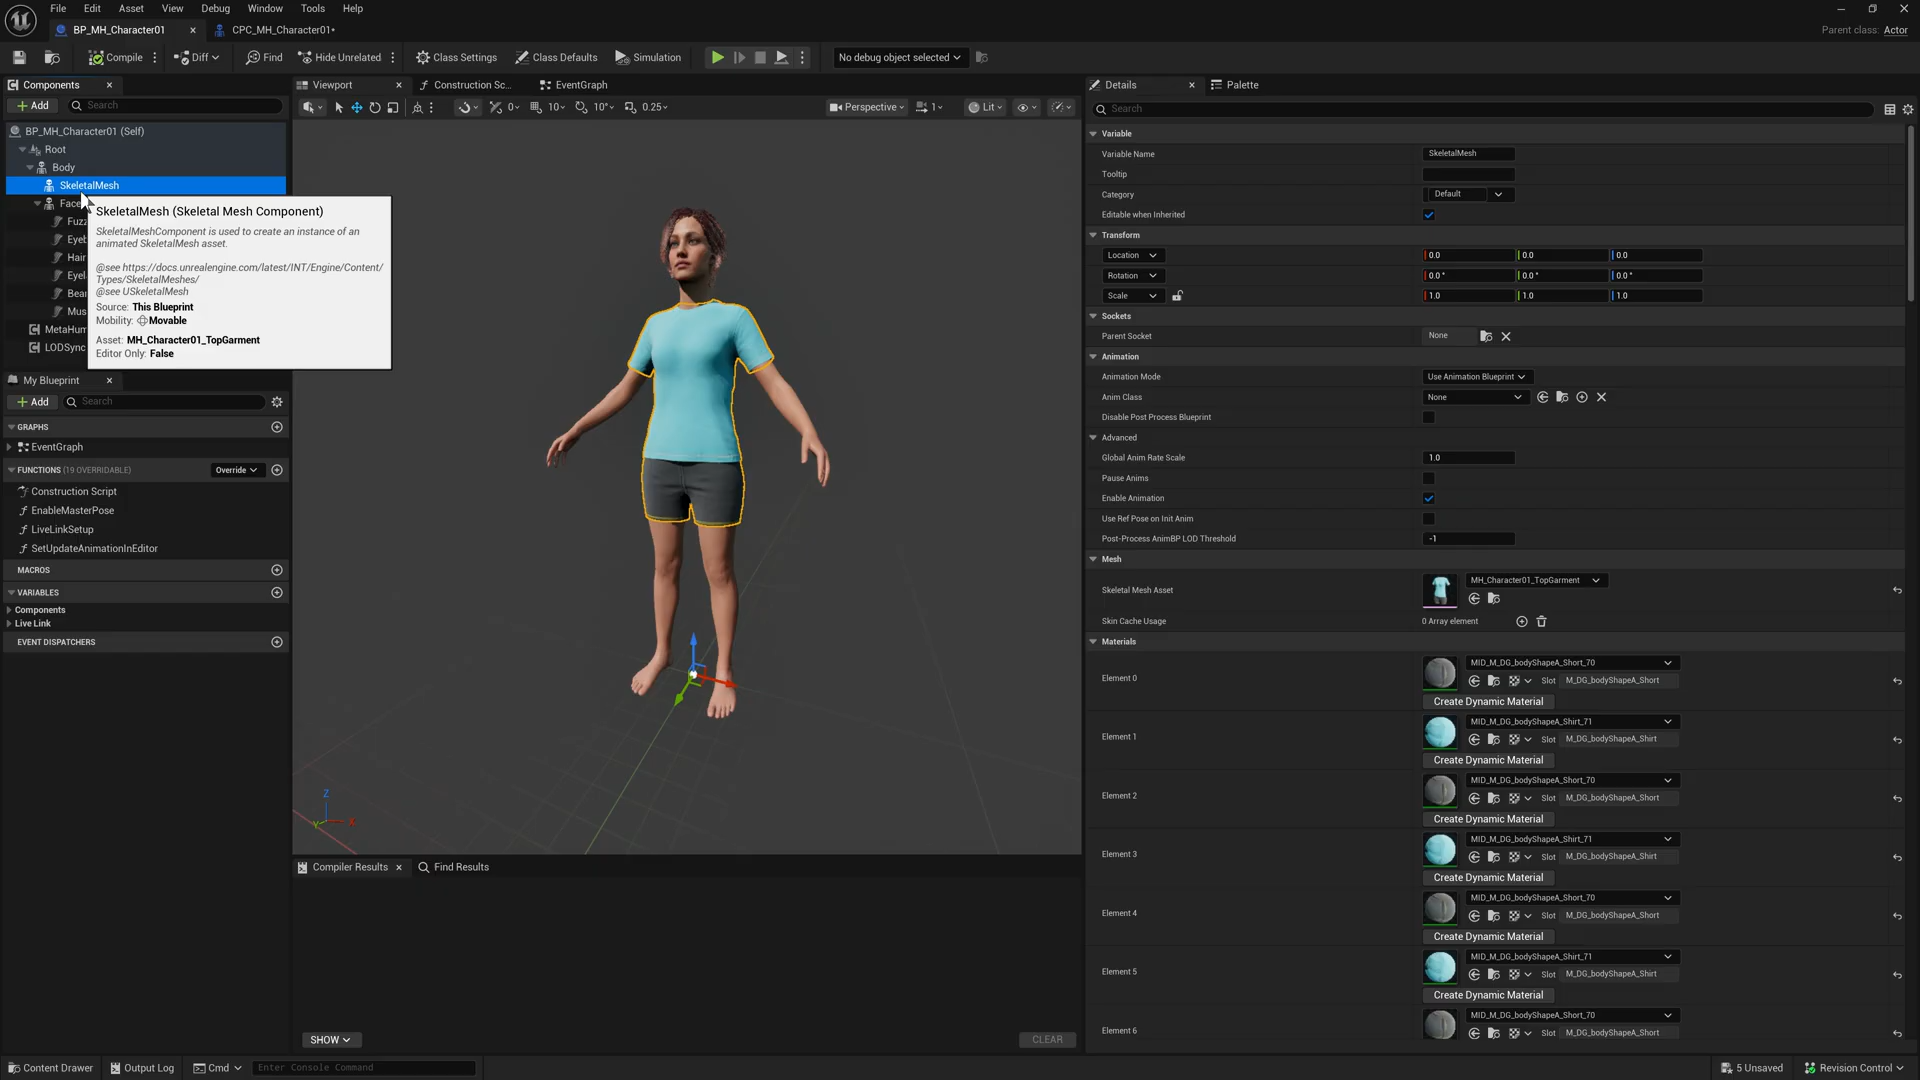 File Edit Asset View Debug Window Tools Help
BP_MH_Character01
CPC_MH_Character01*
Parent class: Actor
Compile
Diff
Find
Hide Unrelated
Class Settings
Class Defaults
Simulation
No debug object selected
Components
Add
Search
BP_MH_Character01 (Self)
Root
Body
SkeletalMesh
Face
Fuzz
Eyeb
Hair
Eyel
Bear
Mus
MetaHum
LODSync
SkeletalMesh (Skeletal Mesh Component)
SkeletalMeshComponent is used to create an instance of an
animated SkeletalMesh asset.
@see https://docs.unrealengine.com/latest/INT/Engine/Content/
Types/SkeletalMeshes/
@see USkeletalMesh
Source: This Blueprint
Mobility: Movable
Asset: MH_Character01_TopGarment
Editor Only: False
My Blueprint
Add
Search
GRAPHS
EventGraph
FUNCTIONS (19 OVERRIDABLE)
Override
Construction Script
EnableMasterPose
LiveLinkSetup
SetUpdateAnimationInEditor
MACROS
VARIABLES
Components
Live Link
EVENT DISPATCHERS
Viewport
Construction Sc...
EventGraph
0
10
10°
0.25
Perspective
1
Lit
Z
X
Y
Compiler Results
Find Results
SHOW
CLEAR
Details
Palette
Search
Variable
Variable Name
SkeletalMesh
Tooltip
Category
Default
Editable when Inherited
Transform
Location
0.0 0.0 0.0
Rotation
0.0 ° 0.0 ° 0.0 °
Scale
1.0 1.0 1.0
Sockets
Parent Socket
None
Animation
Animation Mode
Use Animation Blueprint
Anim Class
None
Disable Post Process Blueprint
Advanced
Global Anim Rate Scale
1.0
Pause Anims
Enable Animation
Use Ref Pose on Init Anim
Post-Process AnimBP LOD Threshold
-1
Mesh
Skeletal Mesh Asset
MH_Character01_TopGarment
Skin Cache Usage
0 Array element
Materials
Element 0
MID_M_DG_bodyShapeA_Short_70
Slot M_DG_bodyShapeA_Short
Create Dynamic Material
Element 1
MID_M_DG_bodyShapeA_Shirt_71
Slot M_DG_bodyShapeA_Shirt
Create Dynamic Material
Element 2
MID_M_DG_bodyShapeA_Short_70
Slot M_DG_bodyShapeA_Short
Create Dynamic Material
Element 3
MID_M_DG_bodyShapeA_Shirt_71
Slot M_DG_bodyShapeA_Shirt
Create Dynamic Material
Element 4
MID_M_DG_bodyShapeA_Short_70
Slot M_DG_bodyShapeA_Short
Create Dynamic Material
Element 5
MID_M_DG_bodyShapeA_Shirt_71
Slot M_DG_bodyShapeA_Shirt
Create Dynamic Material
Element 6
MID_M_DG_bodyShapeA_Short_70
Slot M_DG_bodyShapeA_Short
Content Drawer
Output Log
Cmd
Enter Console Command
5 Unsaved
Revision Control